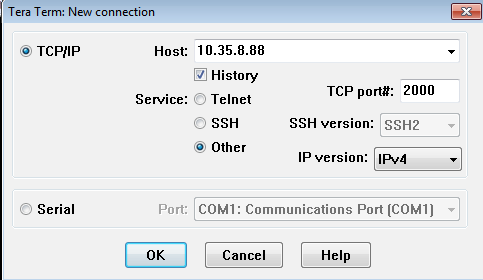 Tera Term: New connection
TCP/IP
Host: 10.35.8.88
History
Service: Telnet
TCP port#: 2000
SSH
SSH version: SSH2
Other
IP version: IPv4
Serial
Port: COM1: Communications Port (COM1)
OK Cancel Help